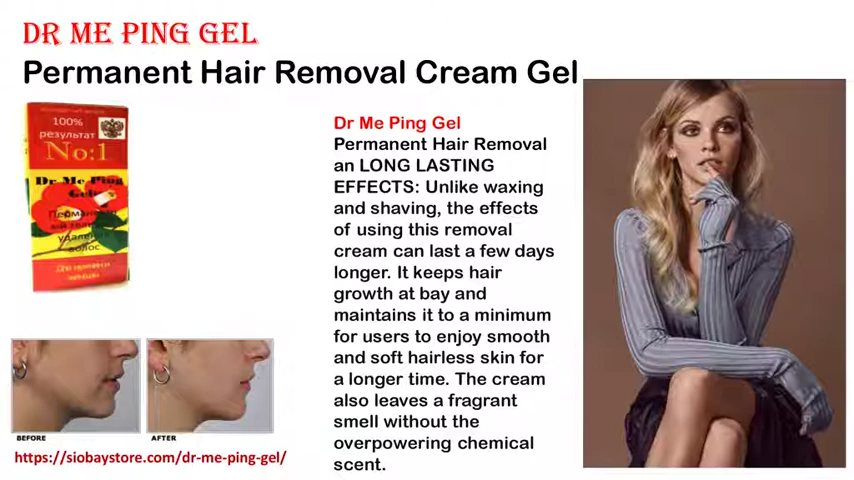 DR ME PING GEL
Permanent Hair Removal Cream Gel
100%
результат
No:1
Dr Me Ping
Gel
удаления
волос
Dr Me Ping Gel
Permanent Hair Removal
an LONG LASTING
EFFECTS: Unlike waxing
and shaving, the effects
of using this removal
cream can last a few days
longer. It keeps hair
growth at bay and
maintains it to a minimum
for users to enjoy smooth
and soft hairless skin for
a longer time. The cream
also leaves a fragrant
smell without the
overpowering chemical
scent.
BEFORE
AFTER
https://siobaystore.com/dr-me-ping-gel/